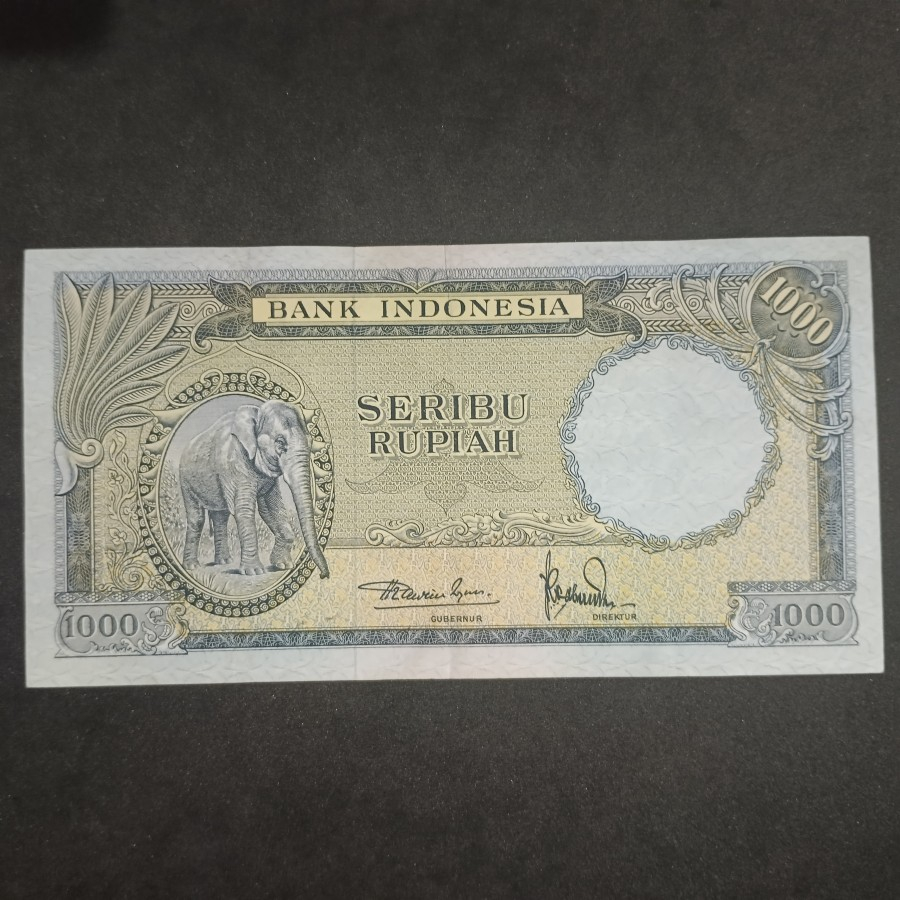 1000
BANK INDONESIA
SERIBU
RUPIAH
GUBERNUR
DIREKTUR
1000
1000